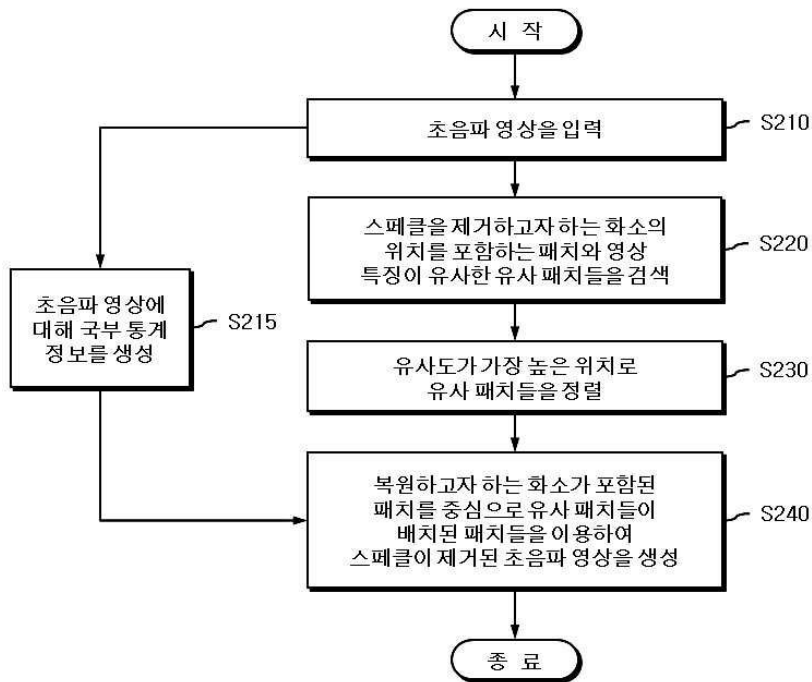 시 작
초음파 영상을 입력
S210
스페클을 제거하고자 하는 화소의
위치를 포함하는 패치와 영상
특징이 유사한 유사 패치들을 검색
S220
초음파 영상에
대해 국부 통계
정보를 생성
S215
유사도가 가장 높은 위치로
유사 패치들을 정렬
S230
복원하고자 하는 화소가 포함된
패치를 중심으로 유사 패치들이
배치된 패치들을 이용하여
스페클이 제거된 초음파 영상을 생성
S240
종 료